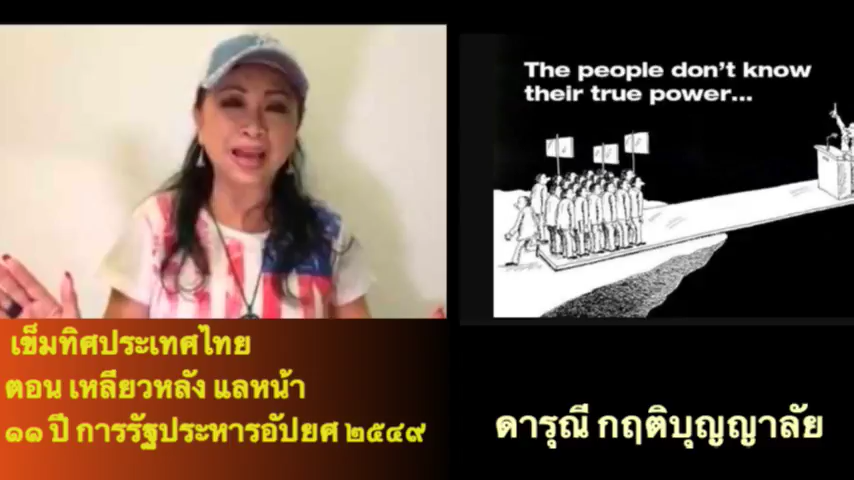 The people don't know
their true power...
เข็มทิศประเทศไทย
ตอน เหลียวหลัง แลหน้า
๑๑ ปี การรัฐประหารอัปยศ ๒๕๔๙
ดารุณี กฤติบุญญาลัย